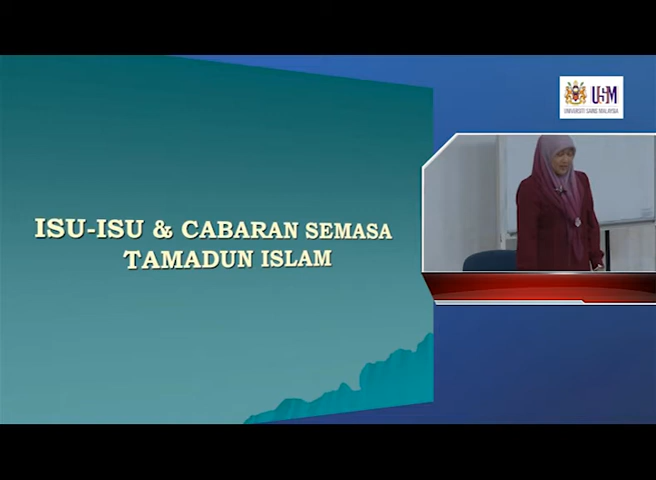 ISU-ISU & CABARAN SEMASA
TAMADUN ISLAM
USM
UNIVERSITI SAINS MALAYSIA